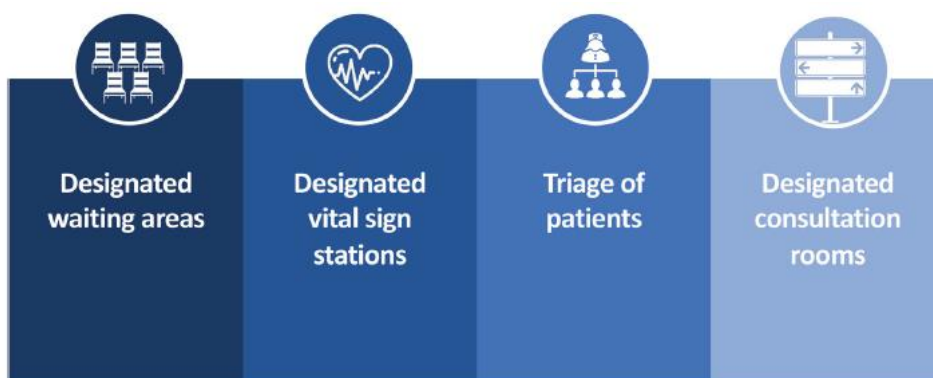 Designated
waiting areas
Designated
vital sign
stations
Triage of
patients
Designated
consultation
rooms